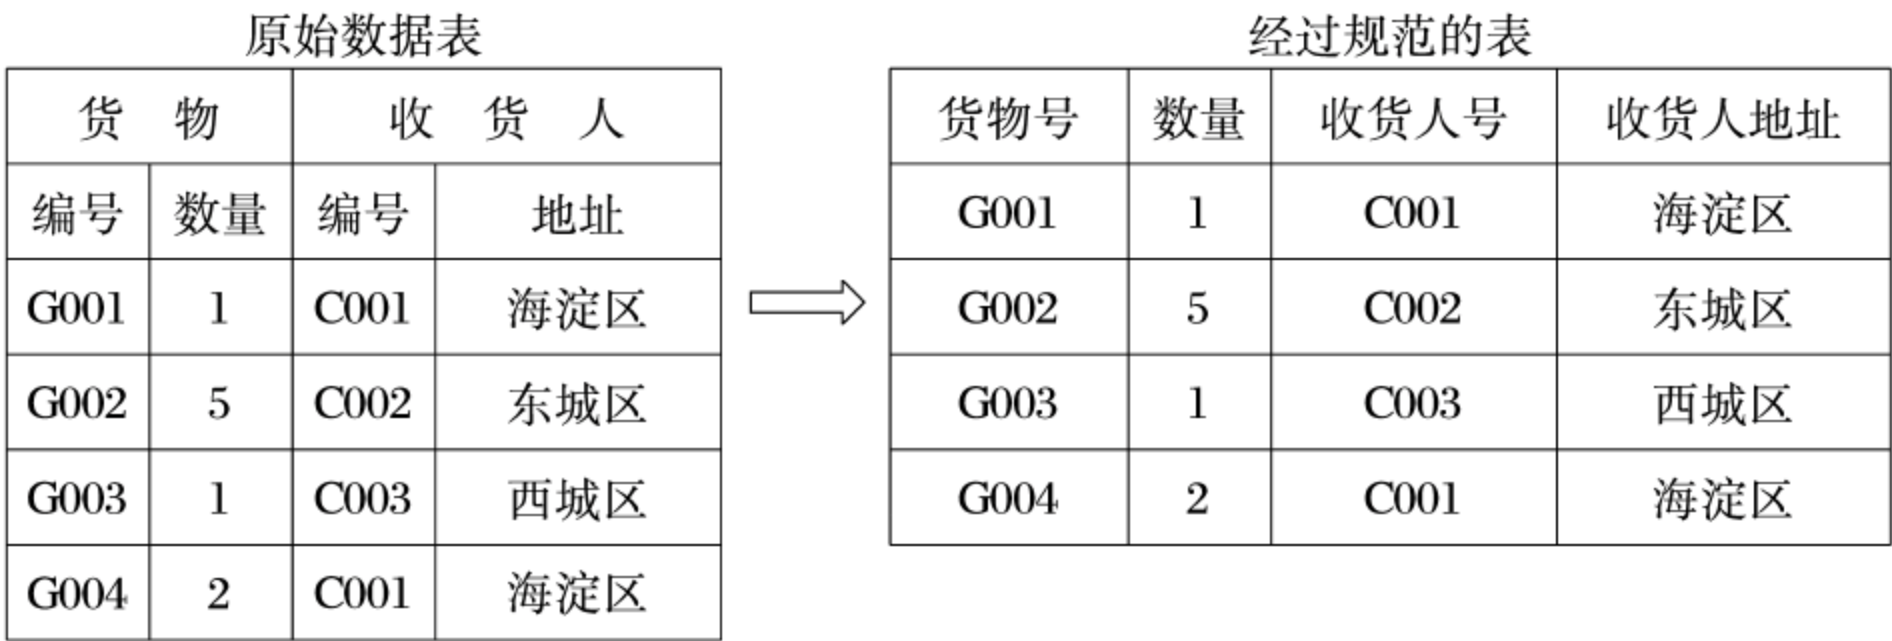 原始数据表
货 物 收 货 人
编号 数量 编号 地址
G001 1 C001 海淀区
G002 5 C002 东城区
G003 1 C003 西城区
G004 2 C001 海淀区
经过规范的表
货物号 数量 收货人号 收货人地址
G001 1 C001 海淀区
G002 5 C002 东城区
G003 1 C003 西城区
G004 2 C001 海淀区